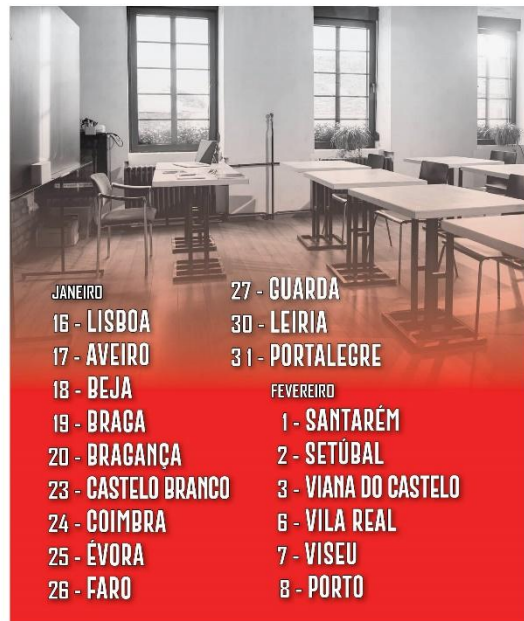 JANEIRO
16 - LISBOA
17 - AVEIRO
18 - BEJA
19 - BRAGA
20 - BRAGANÇA
23 - CASTELO BRANCO
24 - COIMBRA
25 - ÉVORA
26 - FARO
27 - GUARDA
30 - LEIRIA
31 - PORTALEGRE
FEVEREIRO
1 - SANTARÉM
2 - SETÚBAL
3 - VIANA DO CASTELO
6 - VILA REAL
7 - VISEU
8 - PORTO